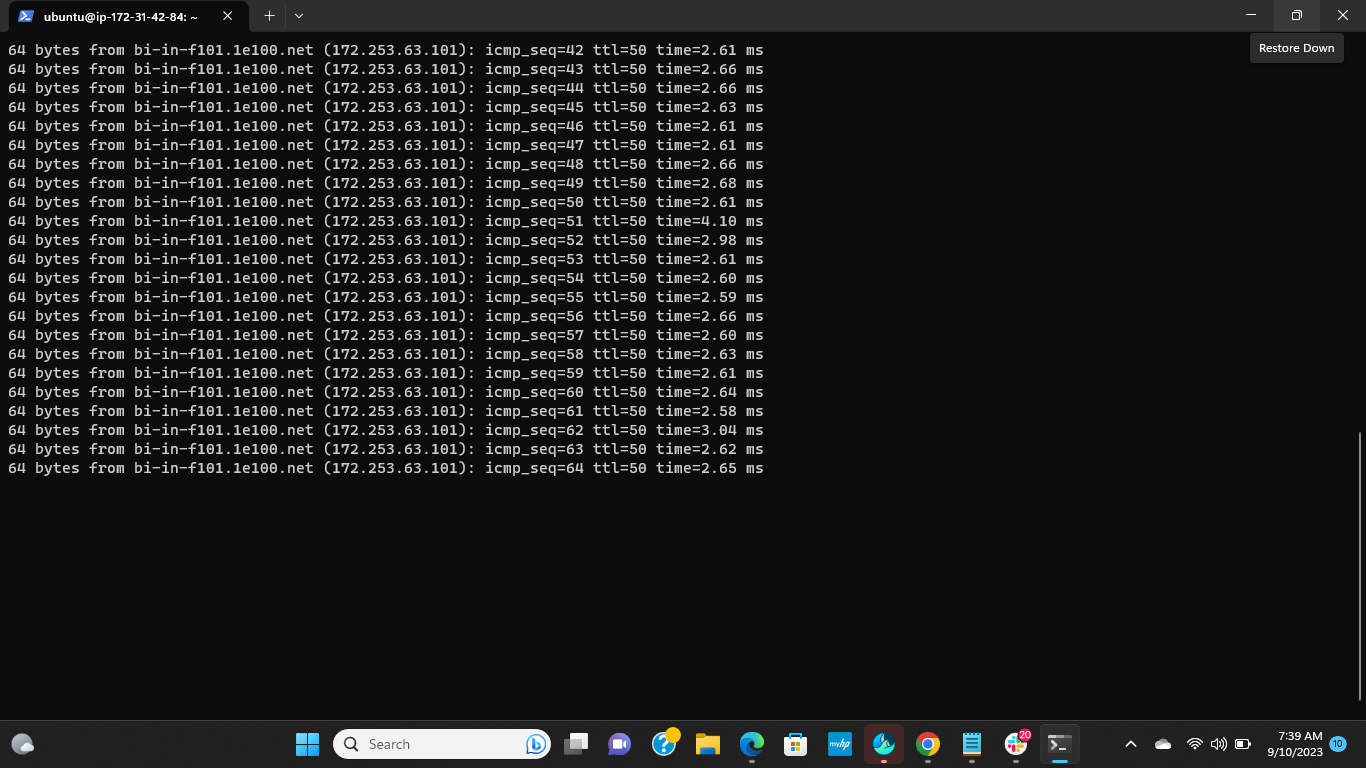 ubuntu@ip-172-31-42-84: ~
64 bytes from bi-in-f101.1e100.net (172.253.63.101): icmp_seq=42 ttl=50 time=2.61 ms
Restore Down
64 bytes from bi-in-f101.1e100.net (172.253.63.101): icmp_seq=43 ttl=50 time=2.66 ms
64 bytes from bi-in-f101.1e100.net (172.253.63.101): icmp_seq=44 ttl=50 time=2.66 ms
64 bytes from bi-in-f101.1e100.net (172.253.63.101): icmp_seq=45 ttl=50 time=2.63 ms
64 bytes from bi-in-f101.1e100.net (172.253.63.101): icmp_seq=46 ttl=50 time=2.61 ms
64 bytes from bi-in-f101.1e100.net (172.253.63.101): icmp_seq=47 ttl=50 time=2.61 ms
64 bytes from bi-in-f101.1e100.net (172.253.63.101): icmp_seq=48 ttl=50 time=2.66 ms
64 bytes from bi-in-f101.1e100.net (172.253.63.101): icmp_seq=49 ttl=50 time=2.68 ms
64 bytes from bi-in-f101.1e100.net (172.253.63.101): icmp_seq=50 ttl=50 time=2.61 ms
64 bytes from bi-in-f101.1e100.net (172.253.63.101): icmp_seq=51 ttl=50 time=4.10 ms
64 bytes from bi-in-f101.1e100.net (172.253.63.101): icmp_seq=52 ttl=50 time=2.98 ms
64 bytes from bi-in-f101.1e100.net (172.253.63.101): icmp_seq=53 ttl=50 time=2.61 ms
64 bytes from bi-in-f101.1e100.net (172.253.63.101): icmp_seq=54 ttl=50 time=2.60 ms
64 bytes from bi-in-f101.1e100.net (172.253.63.101): icmp_seq=55 ttl=50 time=2.59 ms
64 bytes from bi-in-f101.1e100.net (172.253.63.101): icmp_seq=56 ttl=50 time=2.66 ms
64 bytes from bi-in-f101.1e100.net (172.253.63.101): icmp_seq=57 ttl=50 time=2.60 ms
64 bytes from bi-in-f101.1e100.net (172.253.63.101): icmp_seq=58 ttl=50 time=2.63 ms
64 bytes from bi-in-f101.1e100.net (172.253.63.101): icmp_seq=59 ttl=50 time=2.61 ms
64 bytes from bi-in-f101.1e100.net (172.253.63.101): icmp_seq=60 ttl=50 time=2.64 ms
64 bytes from bi-in-f101.1e100.net (172.253.63.101): icmp_seq=61 ttl=50 time=2.58 ms
64 bytes from bi-in-f101.1e100.net (172.253.63.101): icmp_seq=62 ttl=50 time=3.04 ms
64 bytes from bi-in-f101.1e100.net (172.253.63.101): icmp_seq=63 ttl=50 time=2.62 ms
64 bytes from bi-in-f101.1e100.net (172.253.63.101): icmp_seq=64 ttl=50 time=2.65 ms
Search
myhp
20
7:39 AM
9/10/2023
10